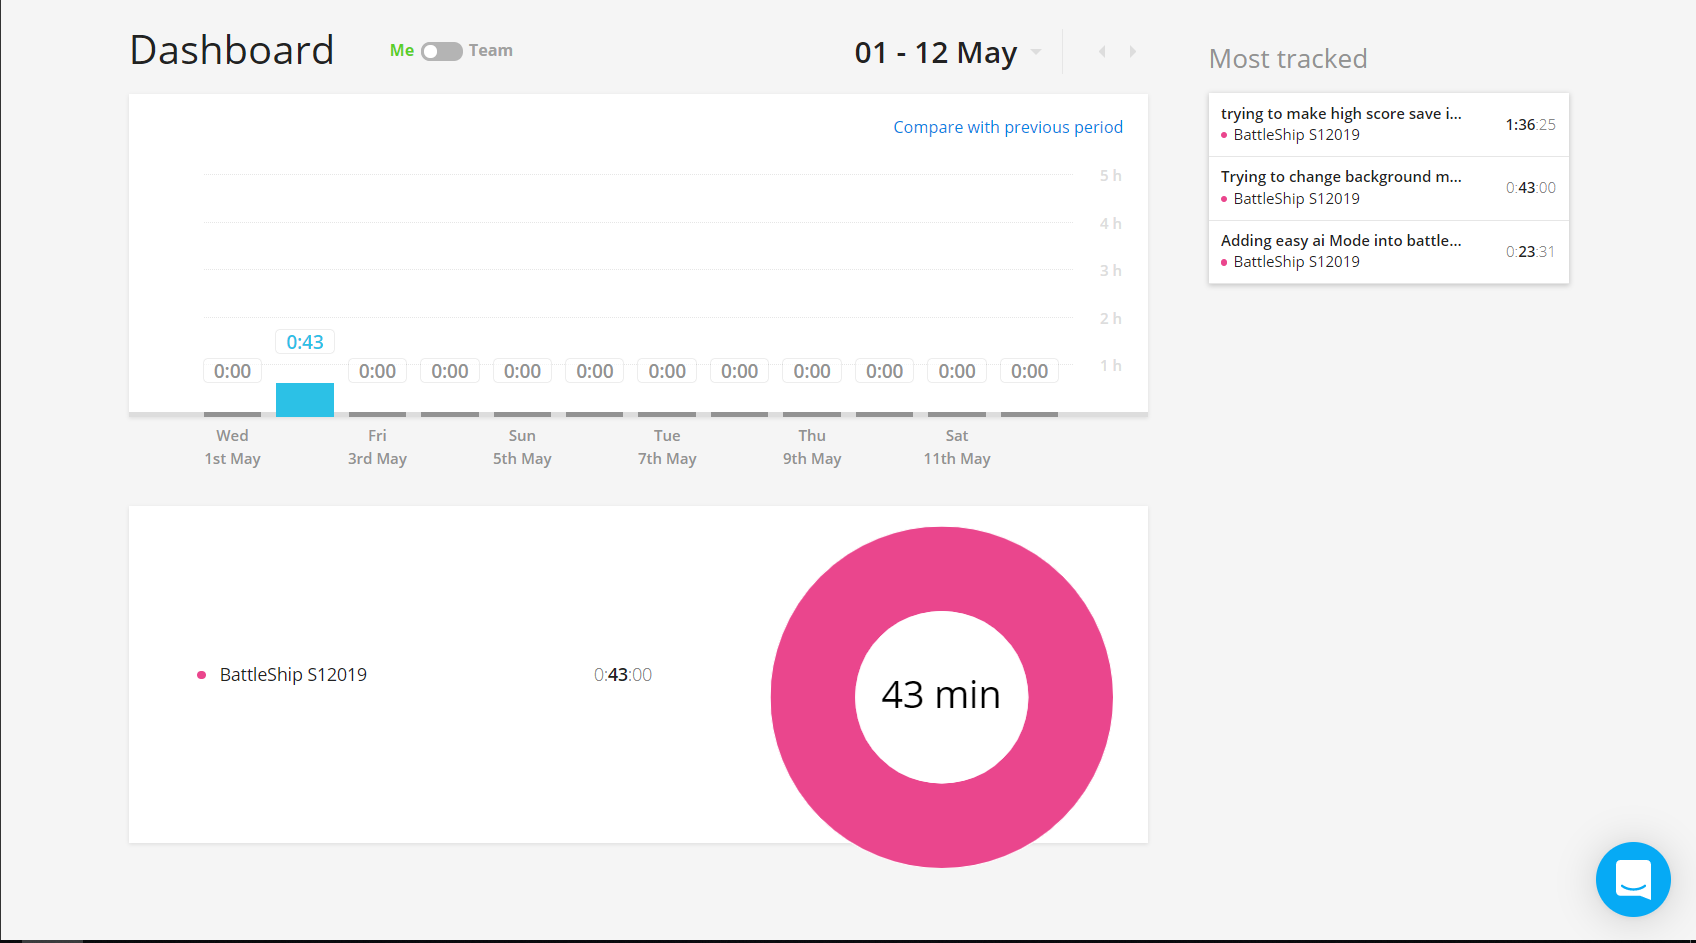 Dashboard
Me Team
01 - 12 May
Compare with previous period
5 h
4 h
3 h
2 h
1 h
0:00 0:43 0:00 0:00 0:00 0:00 0:00 0:00 0:00 0:00 0:00 0:00
Wed Fri Sun Tue Thu Sat
1st May 3rd May 5th May 7th May 9th May 11th May
BattleShip S12019 0:43:00
43 min
Most tracked
trying to make high score save i... 1:36:25
BattleShip S12019
Trying to change background m... 0:43:00
BattleShip S12019
Adding easy ai Mode into battle... 0:23:31
BattleShip S12019